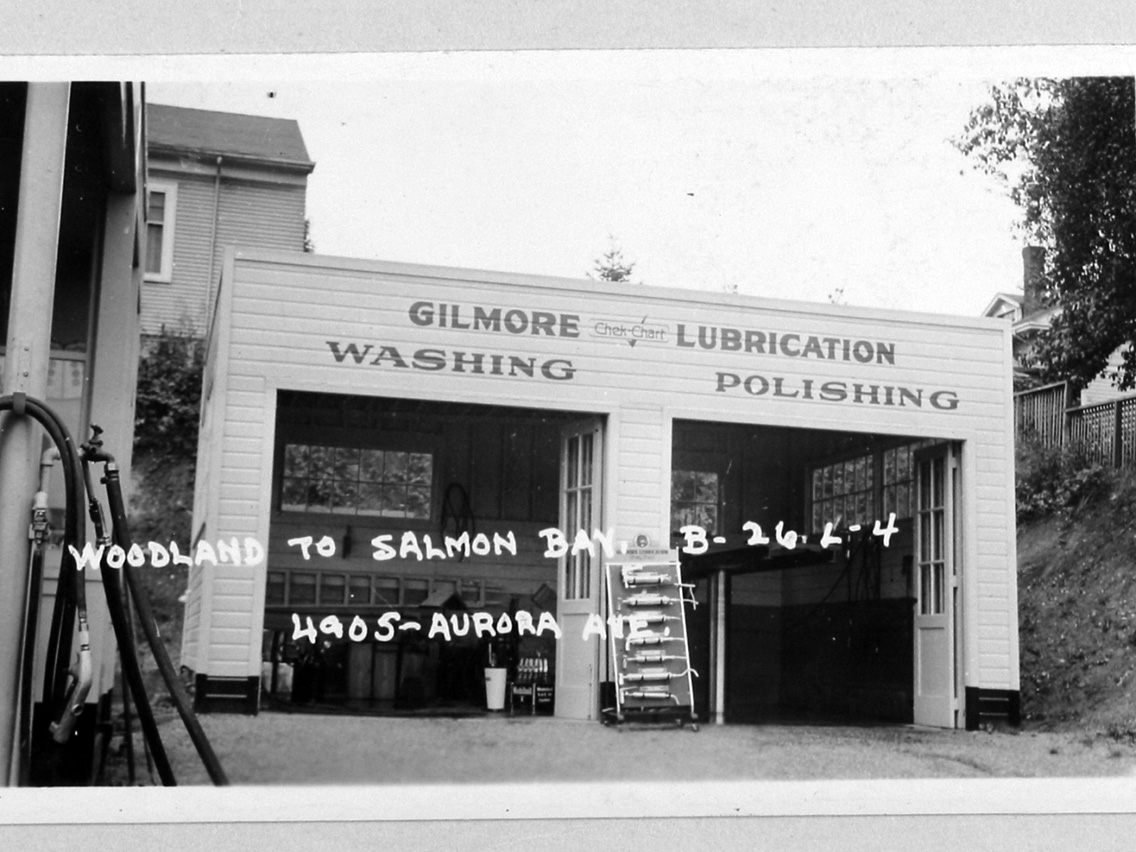 GILMORE Chek-Chart LUBRICATION
WASHING POLISHING
WOODLAND TO SALMON BAY. B-26. L-4
4905-AURORA AVE.